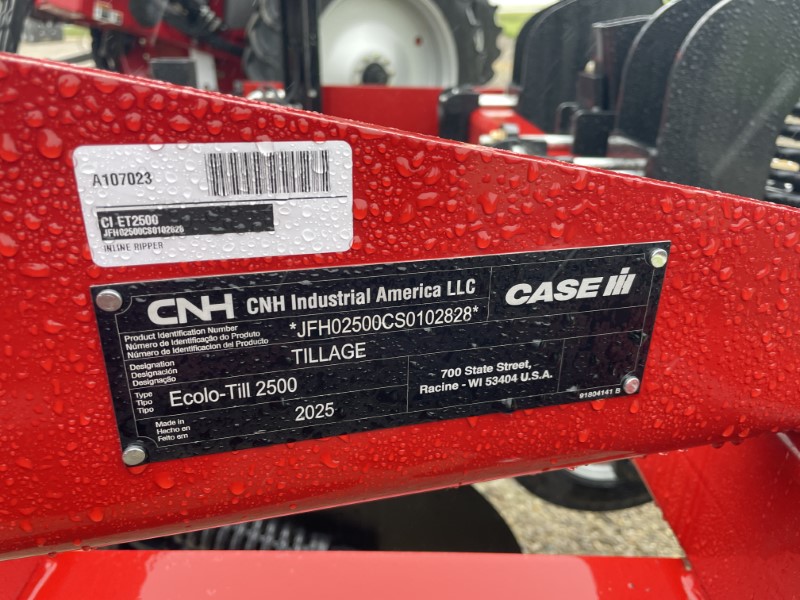 A107023
CI ET2500
JFH02500CS0102828
INLINE RIPPER
CNH CNH Industrial America LLC
CASE IH
Product Identification Number
Número de Identificação do Produto
Número de Identificacion del Producto
*JFH02500CS0102828*
Designation
Designación
Designação
TILLAGE
Type
Tipo
Tipo
Ecolo-Till 2500
700 State Street,
Racine - WI 53404 U.S.A.
Made in
Hecho en
Feito em
2025
91804141 B